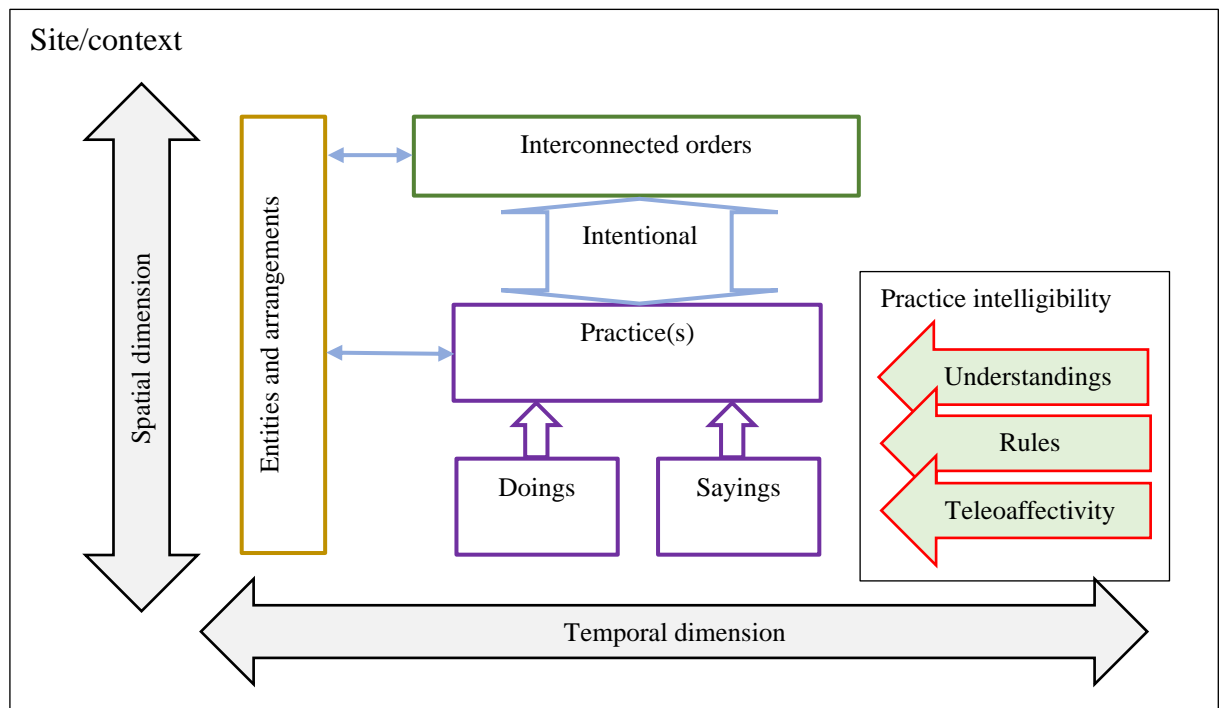 Site/context
Spatial dimension
Entities and arrangements
Interconnected orders
Intentional
Practice(s)
Doings
Sayings
Practice intelligibility
Understandings
Rules
Teleoaffectivity
Temporal dimension